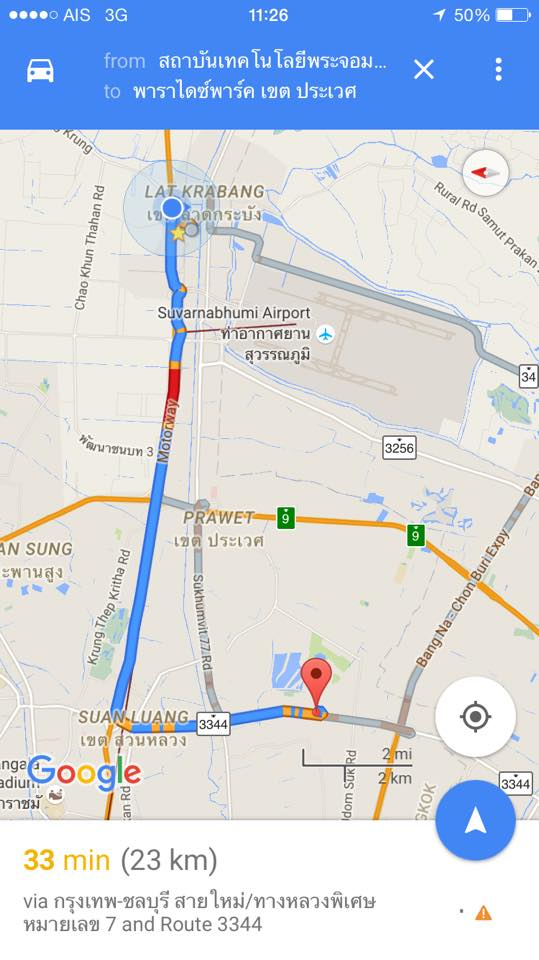 AIS 3G 11:26 50%
from สถาบันเทคโนโลยีพระจอม...
to พาราไดซ์พาร์ค เขต ประเวศ
Krung
LAT KRABANG
เขต ลาดกระบัง
Rural Rd Samut Prakan
Chao Khun Thahan Rd
Suvarnabhumi Airport
ท่าอากาศยาน
สุวรรณภูมิ
34
Motorway
พัฒนาชนบท 3
3256
PRAWET
เขต ประเวศ
9
9
AN SUNG
ะพานสูง
Krung Thep Kritha Rd
Sukhumvit 77 Rd
Bang Na - Chon Buri Expy
SUAN LUANG
เขต สวนหลวง
3344
Google
2 mi
2 km
dom Suk Rd
3344
33 min (23 km)
via กรุงเทพ-ชลบุรี สายใหม่/ทางหลวงพิเศษ
หมายเลข 7 and Route 3344